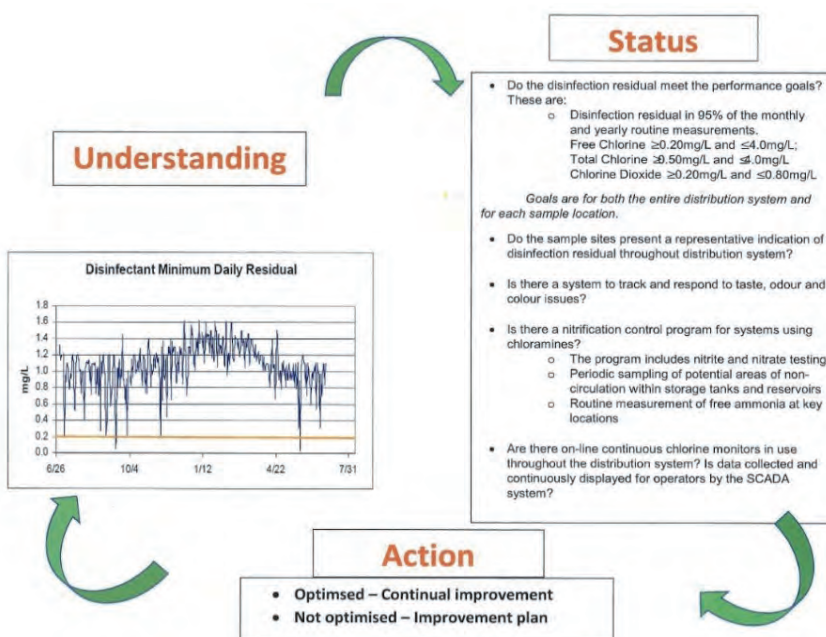 Status
• Do the disinfection residual meet the performance goals?
These are:
o Disinfection residual in 95% of the monthly
and yearly routine measurements.
Free Chlorine ≥0.20mg/L and ≤4.0mg/L;
Total Chlorine ≥0.50mg/L and ≤4.0mg/L
Chlorine Dioxide ≥0.20mg/L and ≤0.80mg/L
Goals are for both the entire distribution system and
for each sample location.
• Do the sample sites present a representative indication of
disinfection residual throughout distribution system?
• Is there a system to track and respond to taste, odour and
colour issues?
• Is there a nitrification control program for systems using
chloramines?
o The program includes nitrite and nitrate testing
o Periodic sampling of potential areas of non-
circulation within storage tanks and reservoirs
o Routine measurement of free ammonia at key
locations
• Are there on-line continuous chlorine monitors in use
throughout the distribution system? Is data collected and
continuously displayed for operators by the SCADA
system?
Understanding
Disinfectant Minimum Daily Residual
mg/L
1.8
1.6
1.4
1.2
1.0
0.8
0.6
0.4
0.2
0.0
6/26 10/4 1/12 4/22 7/31
Action
• Optimsed – Continual improvement
• Not optimised – Improvement plan